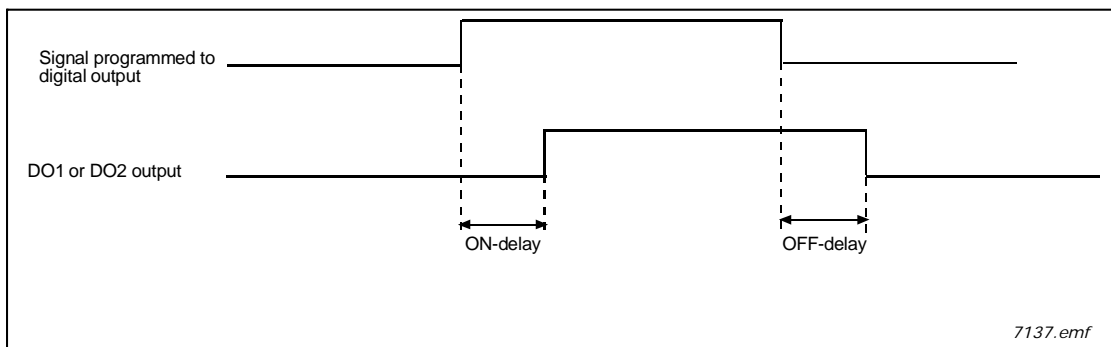 Signal programmed to
digital output
DO1 or DO2 output
ON-delay
OFF-delay
7137.emf